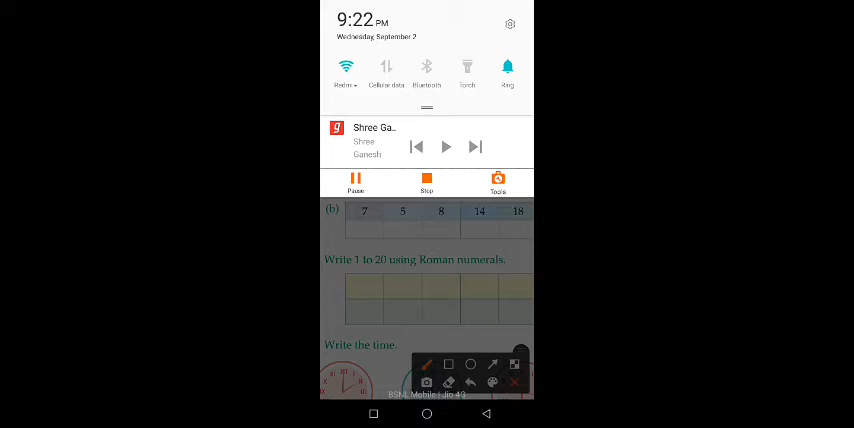 9:22 PM
Wednesday, September 2
Redmi
Cellular data
Bluetooth
Torch
Ring
g
Shree Ga..
Shree
Ganesh
Pause
Stop
Tools
(b) 7 5 8 14 18
Write 1 to 20 using Roman numerals.
Write the time.
XI XII I
BSNL Mobile | Jio 4G